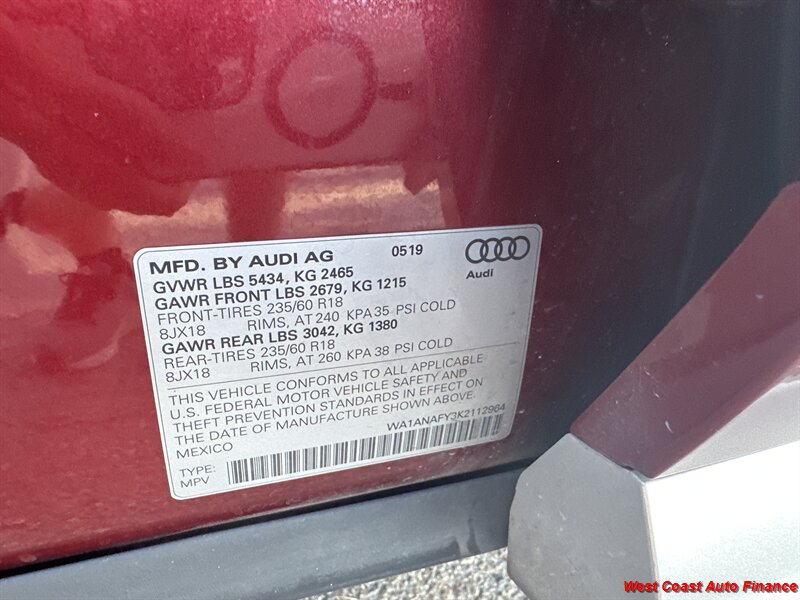 MFD. BY AUDI AG 0519
GVWR LBS 5434, KG 2465
GAWR FRONT LBS 2679, KG 1215
FRONT-TIRES 235/60 R18
8JX18 RIMS, AT 240 KPA 35 PSI COLD
GAWR REAR LBS 3042, KG 1380
REAR-TIRES 235/60 R18
8JX18 RIMS, AT 260 KPA 38 PSI COLD
Audi
THIS VEHICLE CONFORMS TO ALL APPLICABLE
U.S. FEDERAL MOTOR VEHICLE SAFETY AND
THEFT PREVENTION STANDARDS IN EFFECT ON
THE DATE OF MANUFACTURE SHOWN ABOVE.
MEXICO WA1ANAFY3K2112964
TYPE:
MPV
West Coast Auto Finance